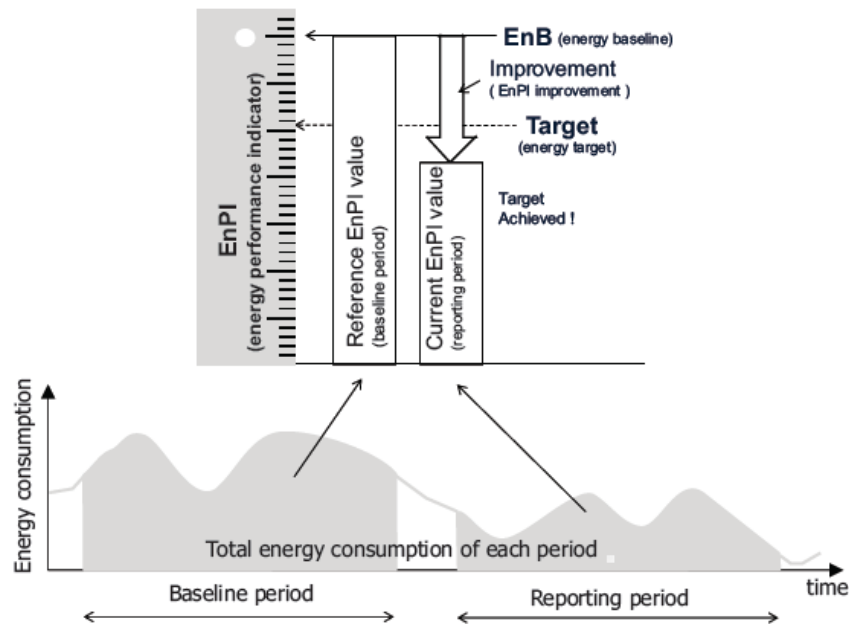 EnB (energy baseline)
Improvement
( EnPI improvement )
Target
(energy target)
Target
Achieved !
EnPI
(energy performance indicator)
Reference EnPI value
(baseline period)
Current EnPI value
(reporting period)
Energy consumption
Total energy consumption of each period
time
Baseline period
Reporting period